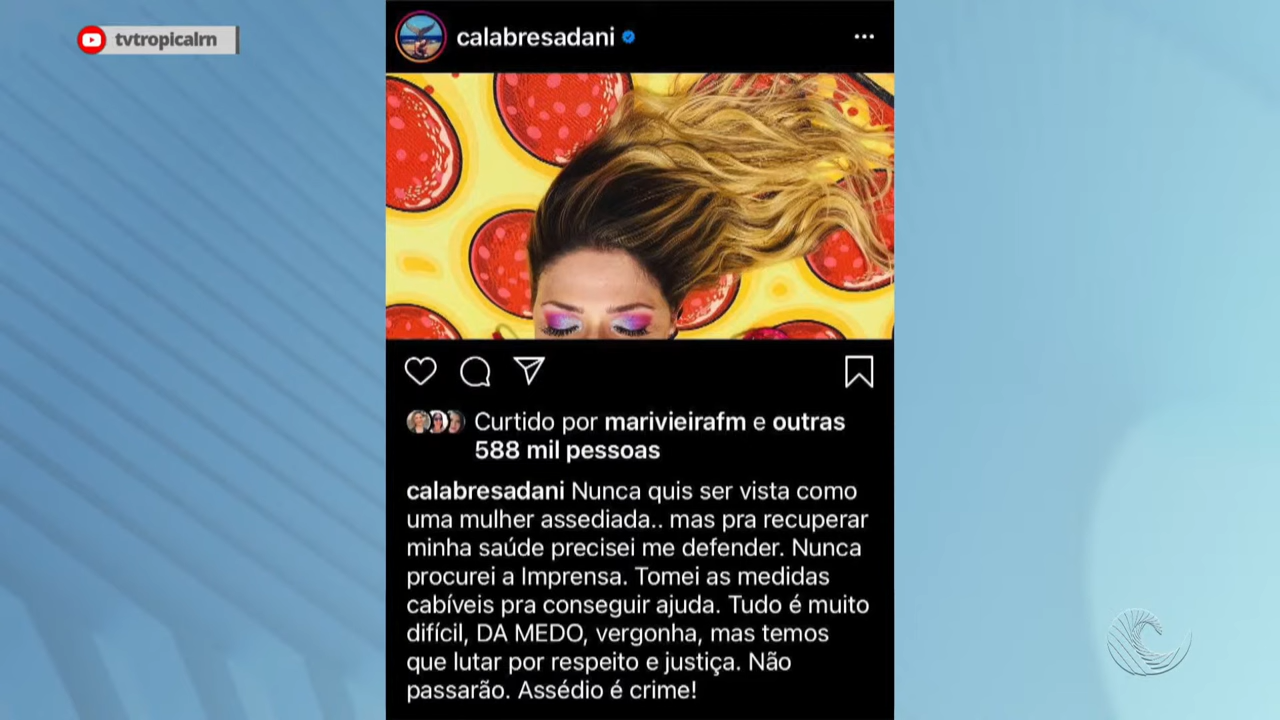 tvtropicalrn
calabresadani
Curtido por marivieirafm e outras
588 mil pessoas
calabresadani Nunca quis ser vista como
uma mulher assediada.. mas pra recuperar
minha saúde precisei me defender. Nunca
procurei a Imprensa. Tomei as medidas
cabíveis pra conseguir ajuda. Tudo é muito
difícil, DA MEDO, vergonha, mas temos
que lutar por respeito e justiça. Não
passarão. Assédio é crime!